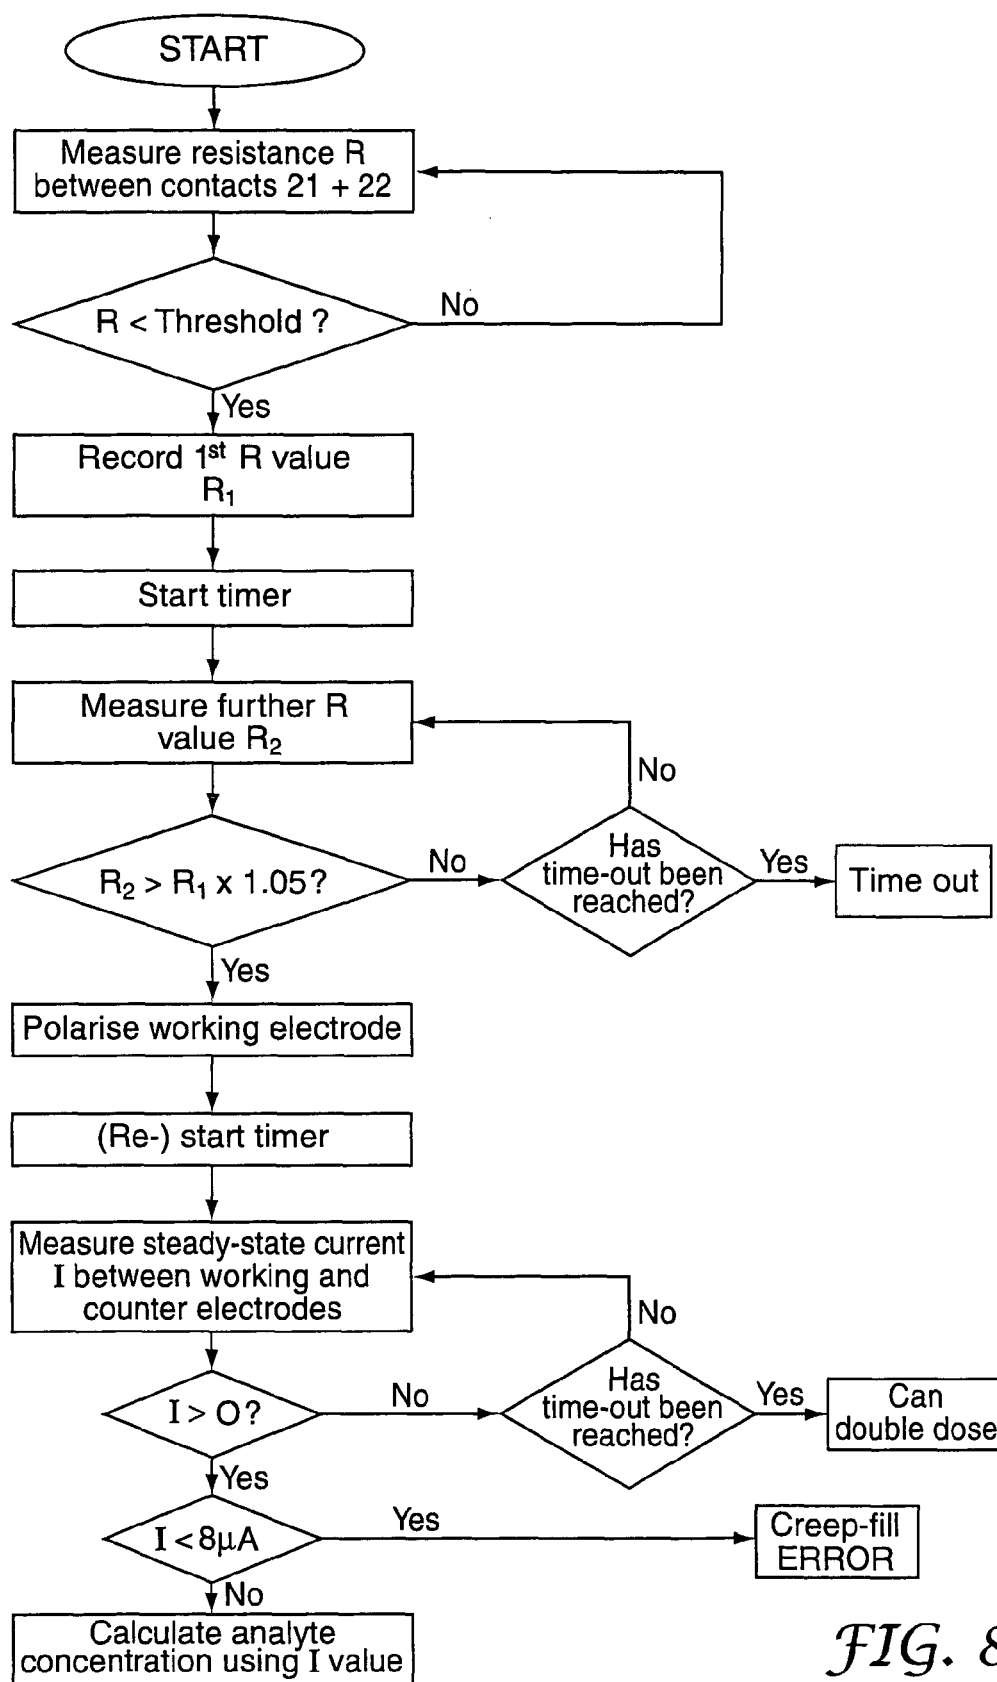 START
Measure resistance R
between contacts 21 + 22
R < Threshold ?
No
Yes
Record 1st R value
R1
Start timer
Measure further R
value R2
No
R2 > R1 x 1.05?
No
Has
time-out been
reached?
Yes
Time out
Yes
Polarise working electrode
(Re-) start timer
Measure steady-state current
I between working and
counter electrodes
No
I > O?
No
Has
time-out been
reached?
Yes
Can
double dose
Yes
I < 8µA
Yes
Creep-fill
ERROR
No
Calculate analyte
concentration using I value
FIG. 8